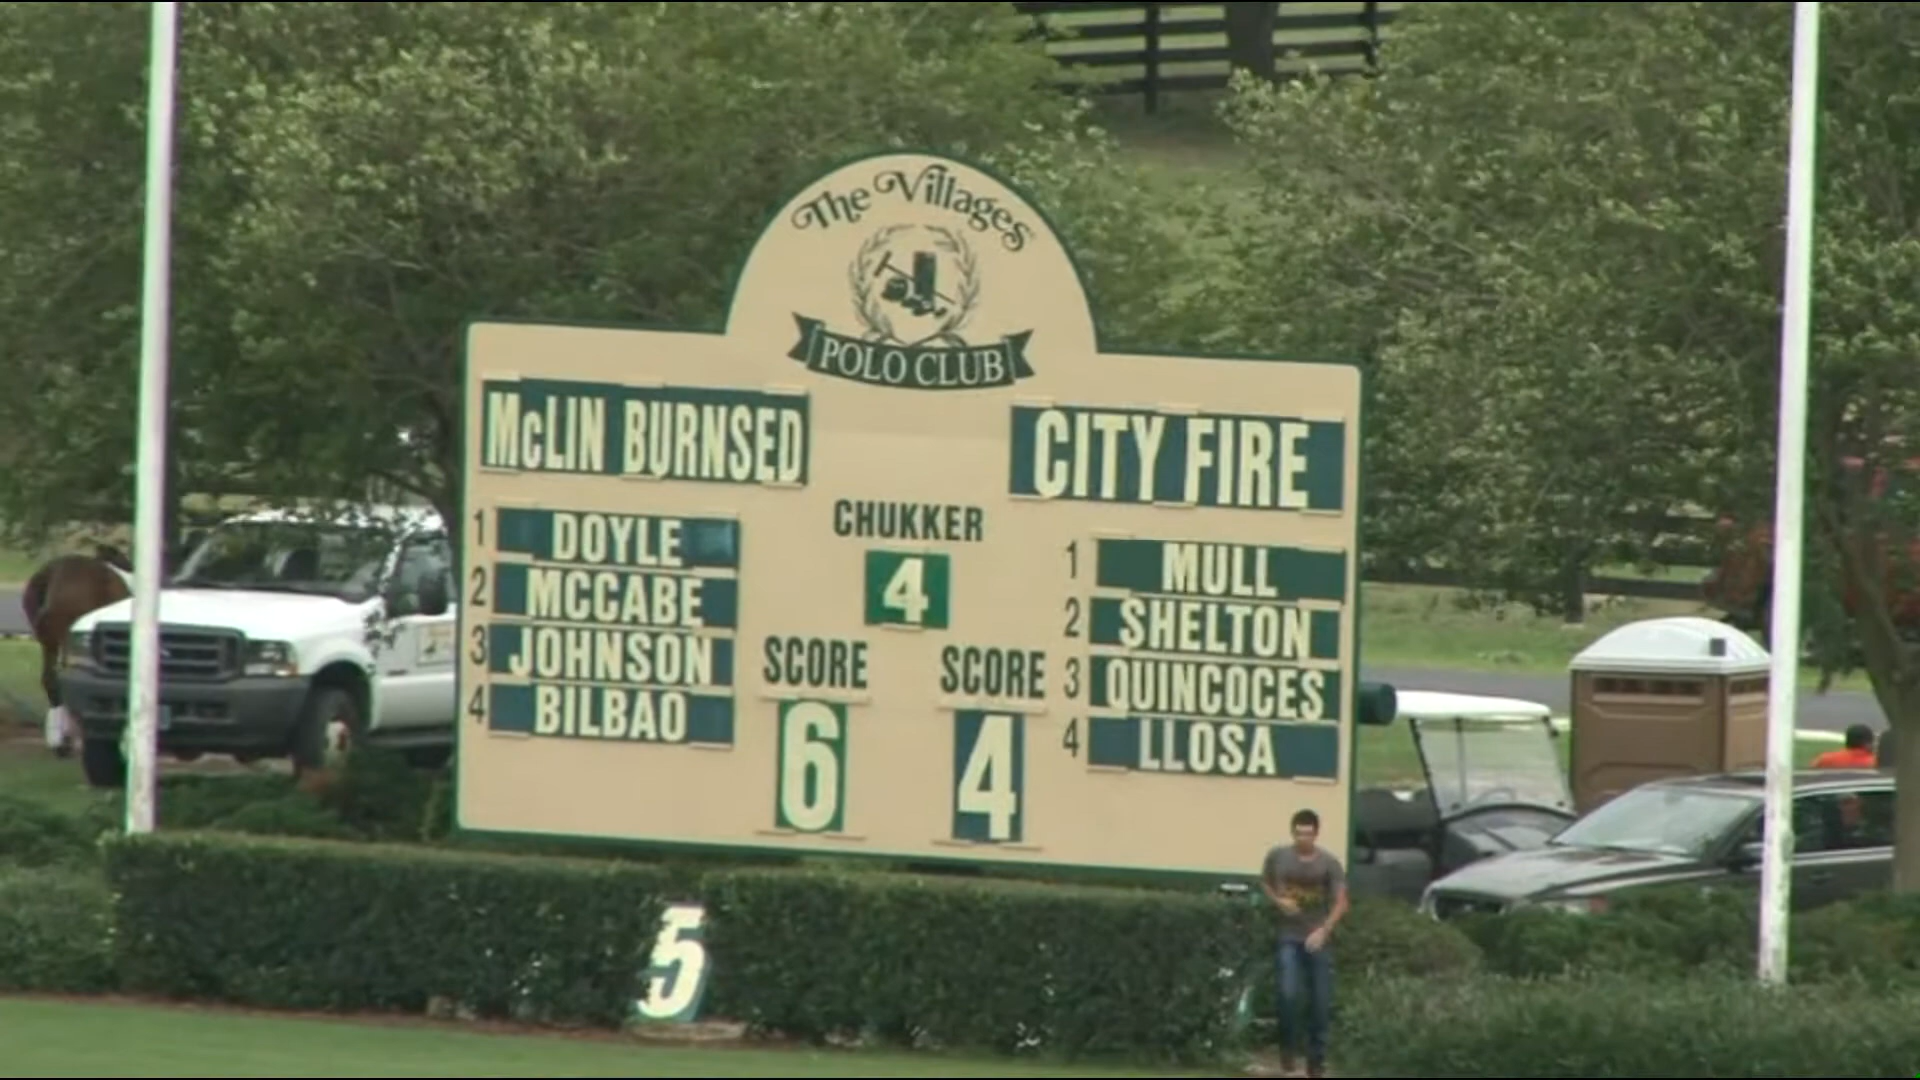 The Villages
POLO CLUB
McLIN BURNSED
CITY FIRE
CHUKKER
4
1 DOYLE
2 MCCABE
3 JOHNSON
4 BILBAO
1 MULL
2 SHELTON
3 QUINCOCES
4 LLOSA
SCORE
6
SCORE
4
5